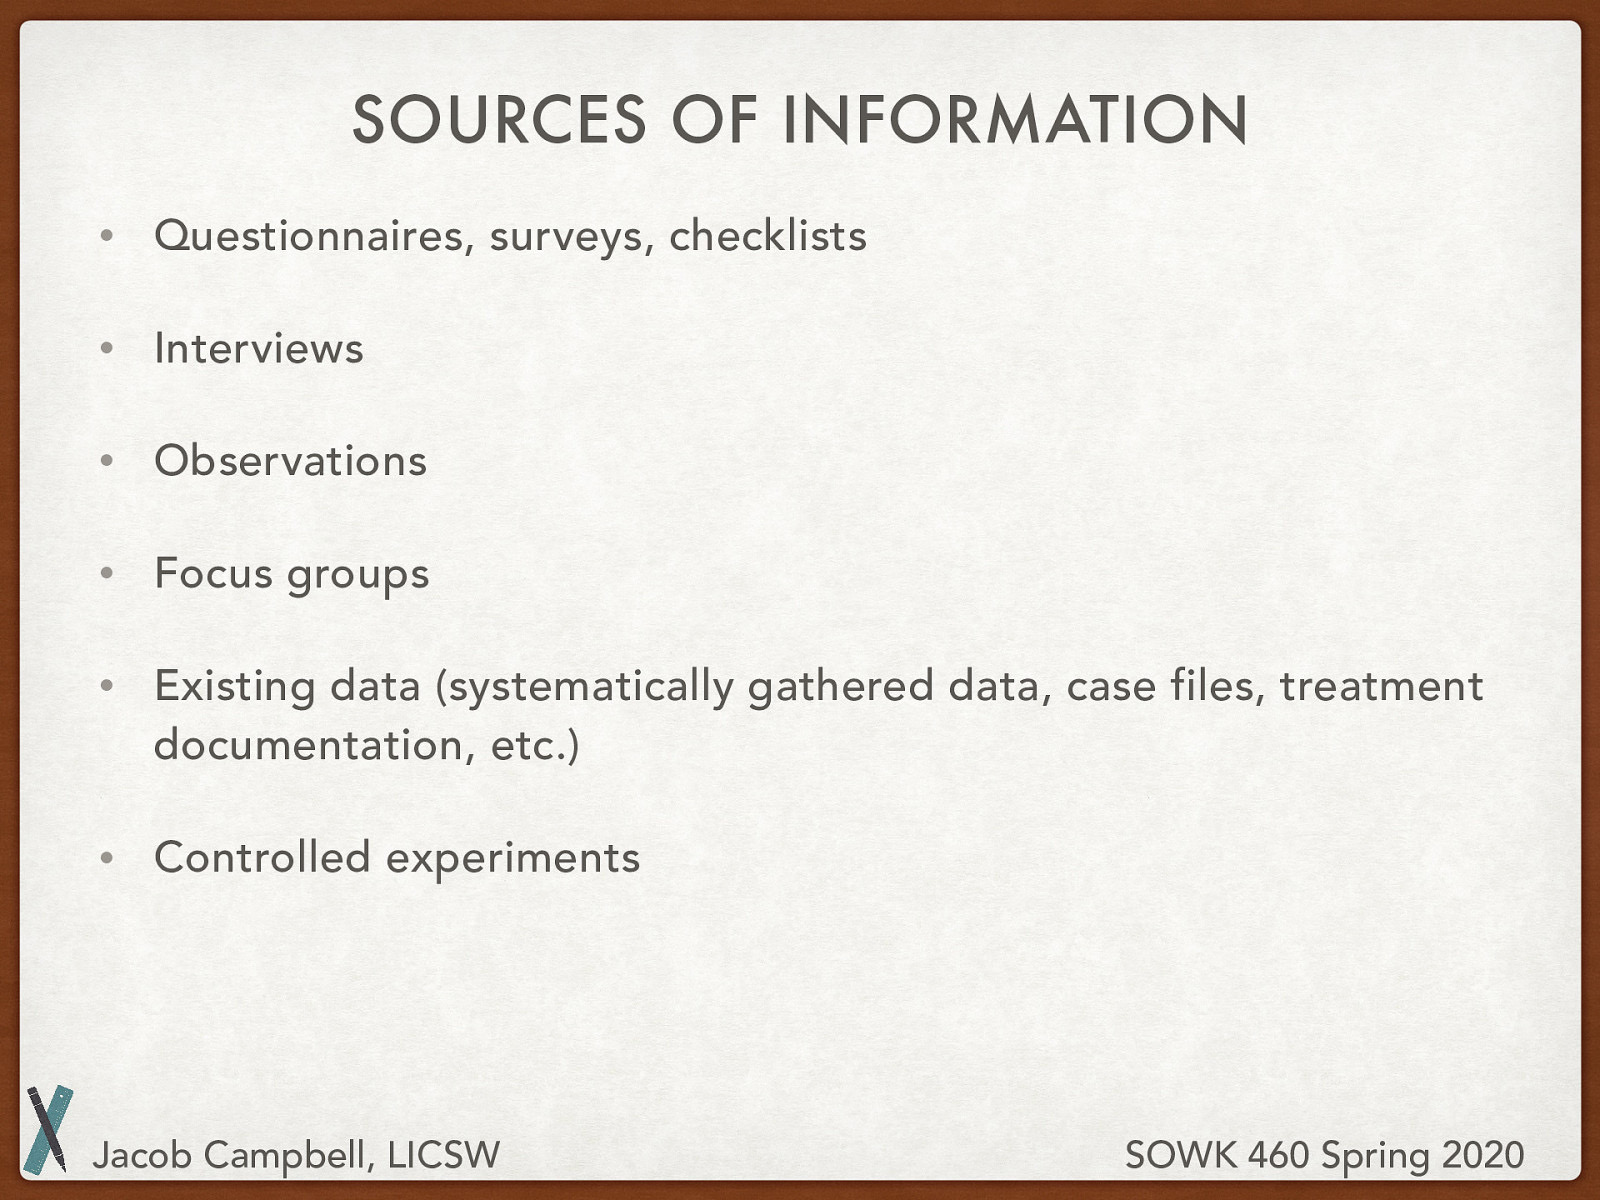 SOURCES OF INFORMATION
• Questionnaires, surveys, checklists
• Interviews
• Observations
• Focus groups
• Existing data (systematically gathered data, case files, treatment
documentation, etc.)
• Controlled experiments
Jacob Campbell, LICSW
SOWK 460 Spring 2020